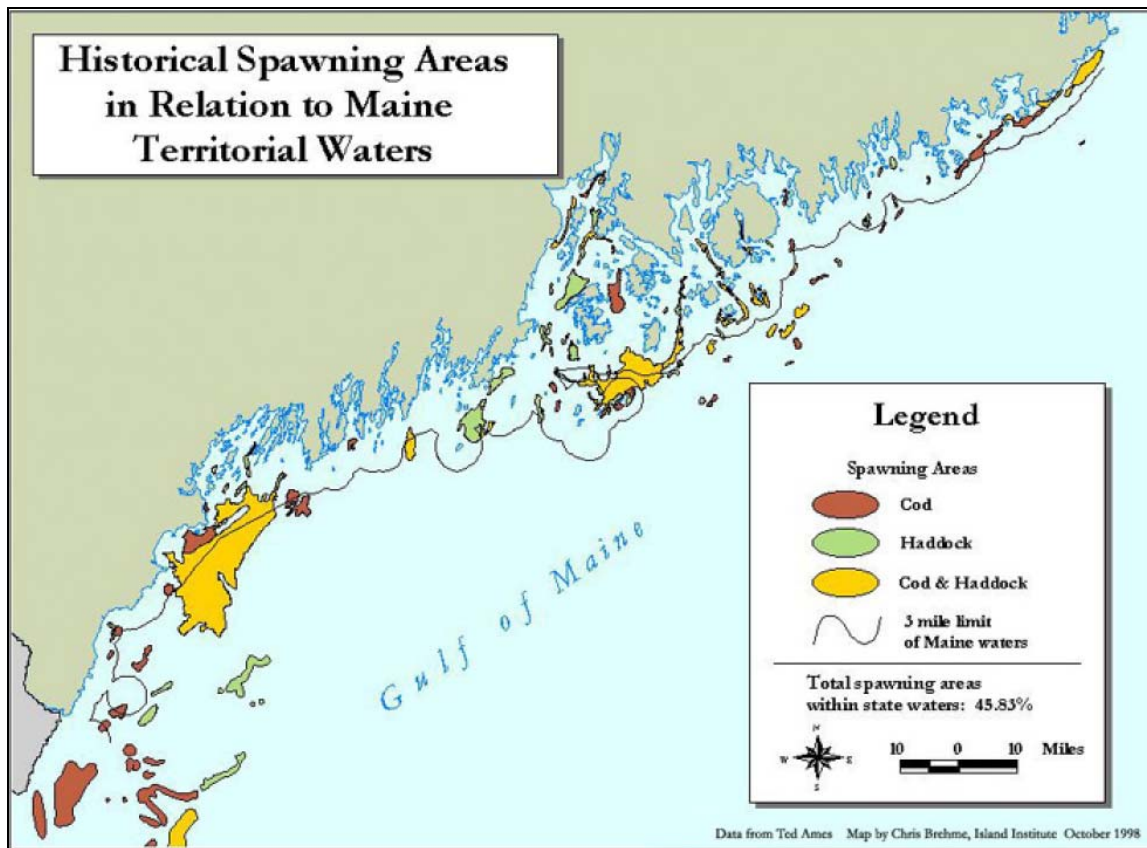 Historical Spawning Areas
in Relation to Maine
Territorial Waters
Gulf of Maine
Legend
Spawning Areas
Cod
Haddock
Cod & Haddock
3 mile limit
of Maine waters
Total spawning areas
within state waters: 45.83%
N
W
E
S
10 0 10 Miles
Data from Ted Ames Map by Chris Brehme, Island Institute October 1998